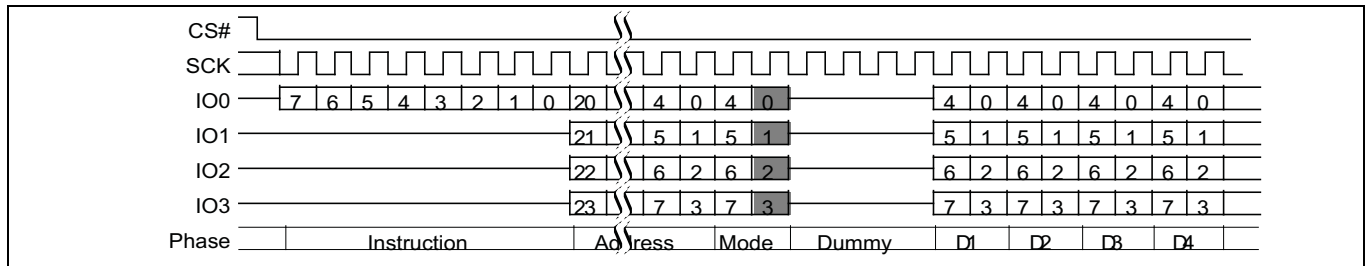 CS#
SCK
IO0 7 6 5 4 3 2 1 0 20 4 0 4 0 4 0 4 0 4 0 4 0
IO1 21 5 1 5 1 5 1 5 1 5 1 5 1
IO2 22 6 2 6 2 6 2 6 2 6 2 6 2
IO3 23 7 3 7 3 7 3 7 3 7 3 7 3
Phase Instruction Address Mode Dummy D1 D2 D3 D4